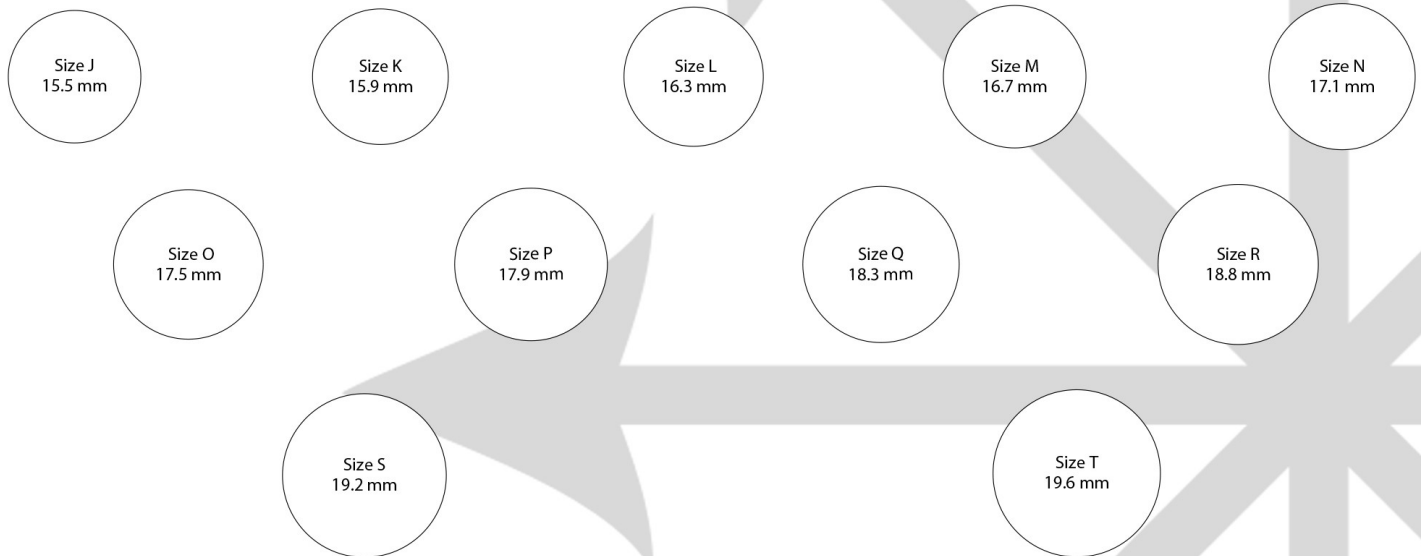 Size J
15.5 mm
Size K
15.9 mm
Size L
16.3 mm
Size M
16.7 mm
Size N
17.1 mm
Size O
17.5 mm
Size P
17.9 mm
Size Q
18.3 mm
Size R
18.8 mm
Size S
19.2 mm
Size T
19.6 mm